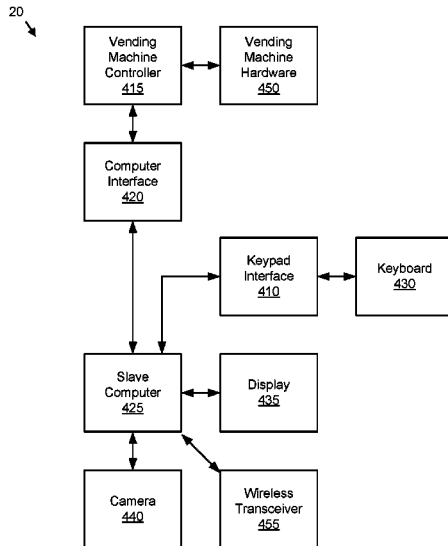 20
Vending
Machine
Controller
415
Vending
Machine
Hardware
450
Computer
Interface
420
Keypad
Interface
410
Keyboard
430
Slave
Computer
425
Display
435
Camera
440
Wireless
Transceiver
455